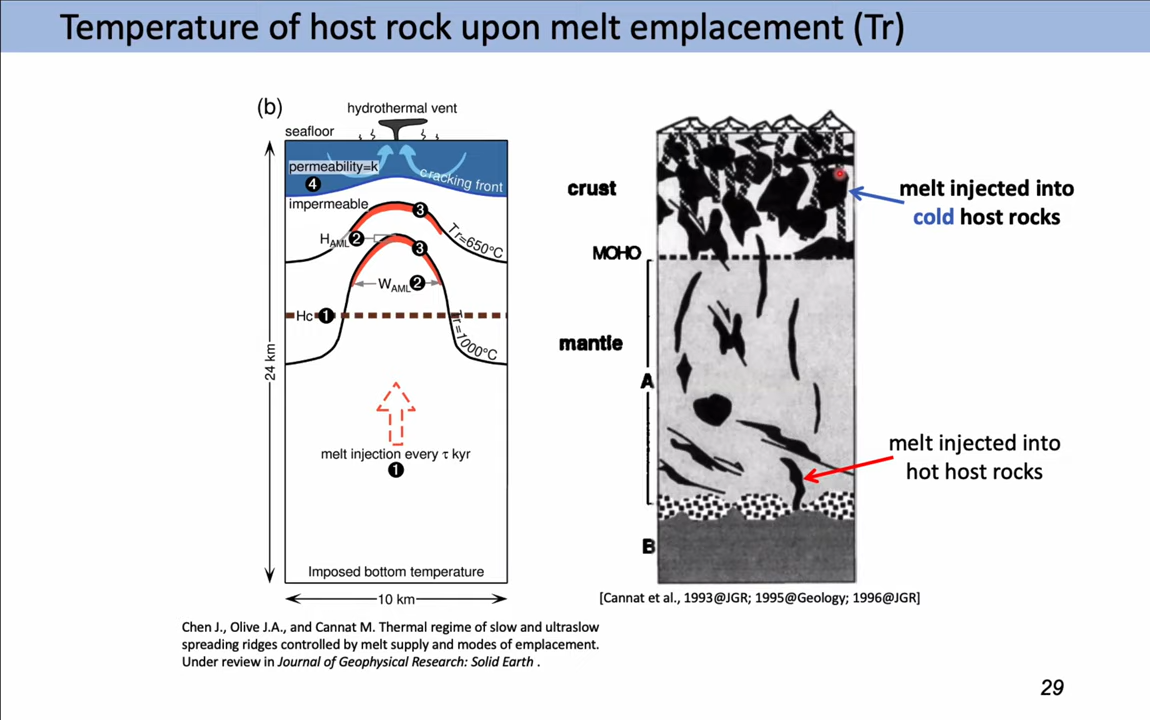 Temperature of host rock upon melt emplacement (Tr)
(b)
hydrothermal vent
seafloor
permeability=k
4
cracking front
impermeable
3
Tr=650°C
HAML 2
3
WAML 2
Hc 1
Tr=1000°C
24 km
melt injection every τ kyr
1
Imposed bottom temperature
10 km
crust
MOHO
mantle
A
B
melt injected into
cold host rocks
melt injected into
hot host rocks
[Cannat et al., 1993@JGR; 1995@Geology; 1996@JGR]
Chen J., Olive J.A., and Cannat M. Thermal regime of slow and ultraslow
spreading ridges controlled by melt supply and modes of emplacement.
Under review in Journal of Geophysical Research: Solid Earth .
29